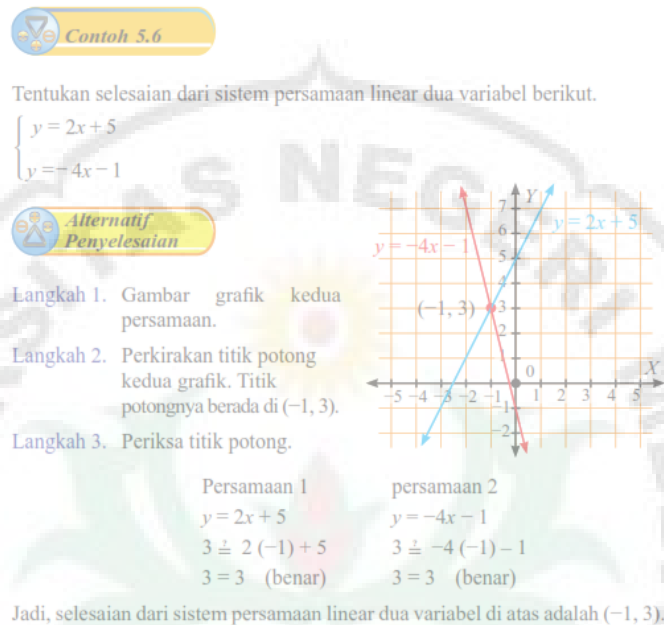 Contoh 5.6
Tentukan selesaian dari sistem persamaan linear dua variabel berikut.
y = 2x + 5
y = − 4x − 1
Alternatif
Penyelesaian
Langkah 1. Gambar grafik kedua
persamaan.
Langkah 2. Perkirakan titik potong
kedua grafik. Titik
potongnya berada di (−1, 3).
Langkah 3. Periksa titik potong.
Y
7
6
5
4
3
2
1
0
−1
−2
−5 −4 −3 −2 −1 1 2 3 4 5
X
y = 2x + 5
y = −4x − 1
(−1, 3)
Persamaan 1 persamaan 2
y = 2x + 5 y = −4x − 1
3 ≟ 2 (−1) + 5 3 ≟ −4 (−1) − 1
3 = 3 (benar) 3 = 3 (benar)
Jadi, selesaian dari sistem persamaan linear dua variabel di atas adalah (−1, 3).